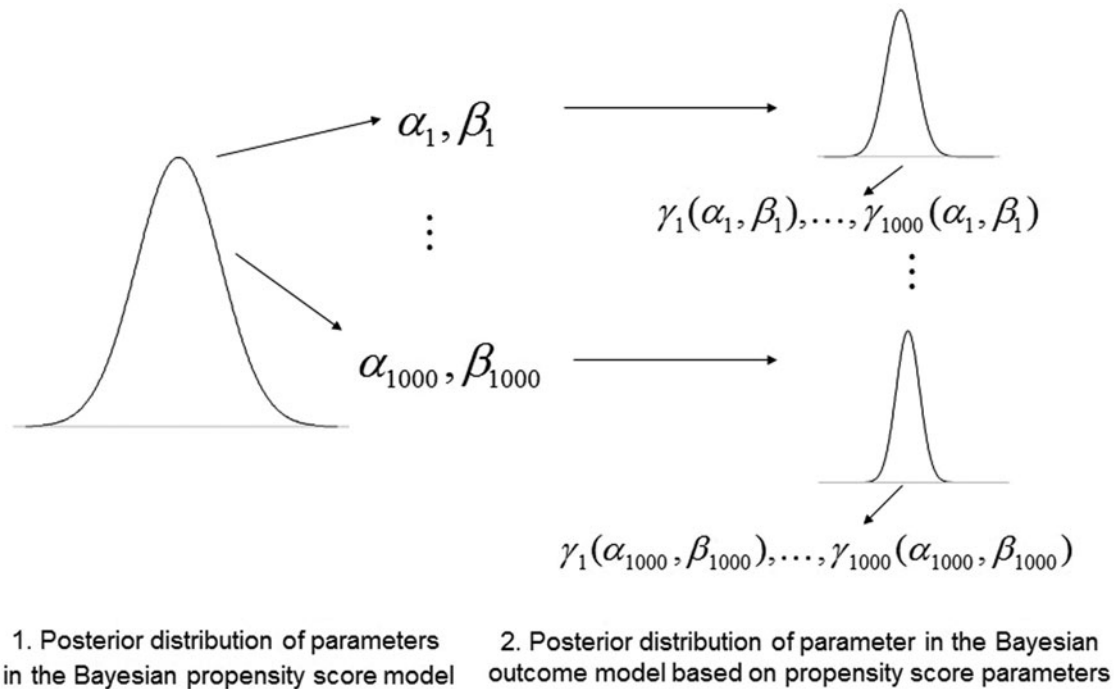 α₁, β₁
⋮
α₁₀₀₀, β₁₀₀₀
γ₁(α₁, β₁),…,γ₁₀₀₀(α₁, β₁)
⋮
γ₁(α₁₀₀₀, β₁₀₀₀),…,γ₁₀₀₀(α₁₀₀₀, β₁₀₀₀)
1. Posterior distribution of parameters
in the Bayesian propensity score model
2. Posterior distribution of parameter in the Bayesian
outcome model based on propensity score parameters